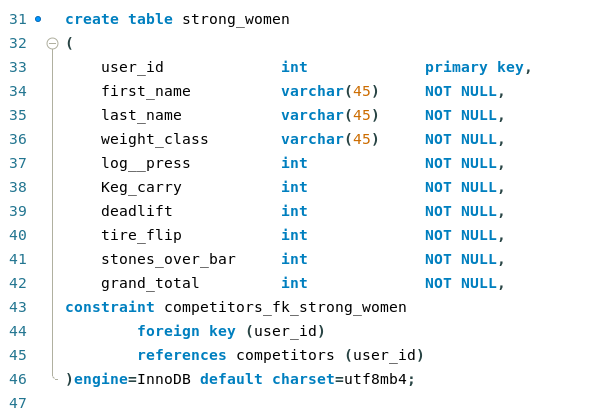 31 create table strong_women
32 (
33 user_id int primary key,
34 first_name varchar(45) NOT NULL,
35 last_name varchar(45) NOT NULL,
36 weight_class varchar(45) NOT NULL,
37 log__press int NOT NULL,
38 Keg_carry int NOT NULL,
39 deadlift int NOT NULL,
40 tire_flip int NOT NULL,
41 stones_over_bar int NOT NULL,
42 grand_total int NOT NULL,
43 constraint competitors_fk_strong_women
44 foreign key (user_id)
45 references competitors (user_id)
46 )engine=InnoDB default charset=utf8mb4;
47